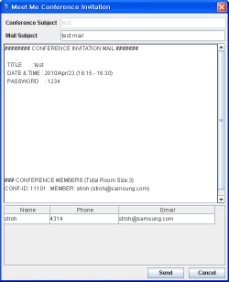 Meet Me Conference Invitation
Conference Subject test
Mail Subject test mail
######## CONFERENCE INVITATION MAIL ########
TITLE : test
DATE & TIME : 2010/Apr/23 (18:15 - 18:30)
PASSWORD : 1234
### CONFERENCE MEMBERS (Total Room Size:3)
CONF-ID: 11101 MEMBER: stroh (stroh@samsung.com)
Name Phone Email
stroh 4314 stroh@samsung.com
Send Cancel